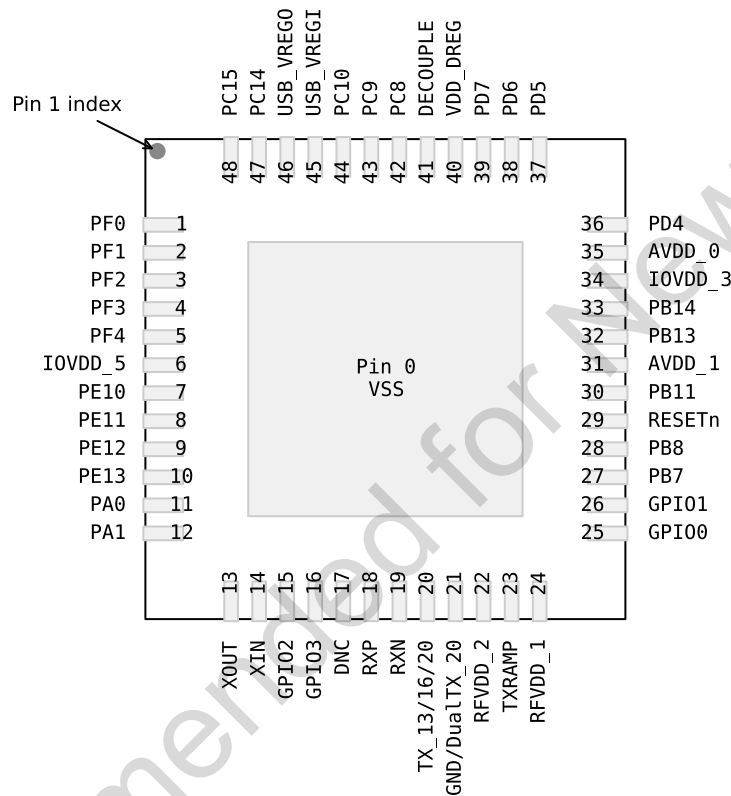 PC15
PC14
USB_VREGO
USB_VREGI
PC10
PC9
PC8
DECOUPLE
VDD_DREG
PD7
PD6
PD5
Pin 1 index
48
47
46
45
44
43
42
41
40
39
38
37
PF0 1
PF1 2
PF2 3
PF3 4
PF4 5
IOVDD_5 6
PE10 7
PE11 8
PE12 9
PE13 10
PA0 11
PA1 12
Pin 0
VSS
36 PD4
35 AVDD_0
34 IOVDD_3
33 PB14
32 PB13
31 AVDD_1
30 PB11
29 RESETn
28 PB8
27 PB7
26 GPIO1
25 GPIO0
13
14
15
16
17
18
19
20
21
22
23
24
XOUT
XIN
GPIO2
GPIO3
DNC
RXP
RXN
TX_13/16/20
GND/DualTX_20
RFVDD_2
TXRAMP
RFVDD_1
mended for New